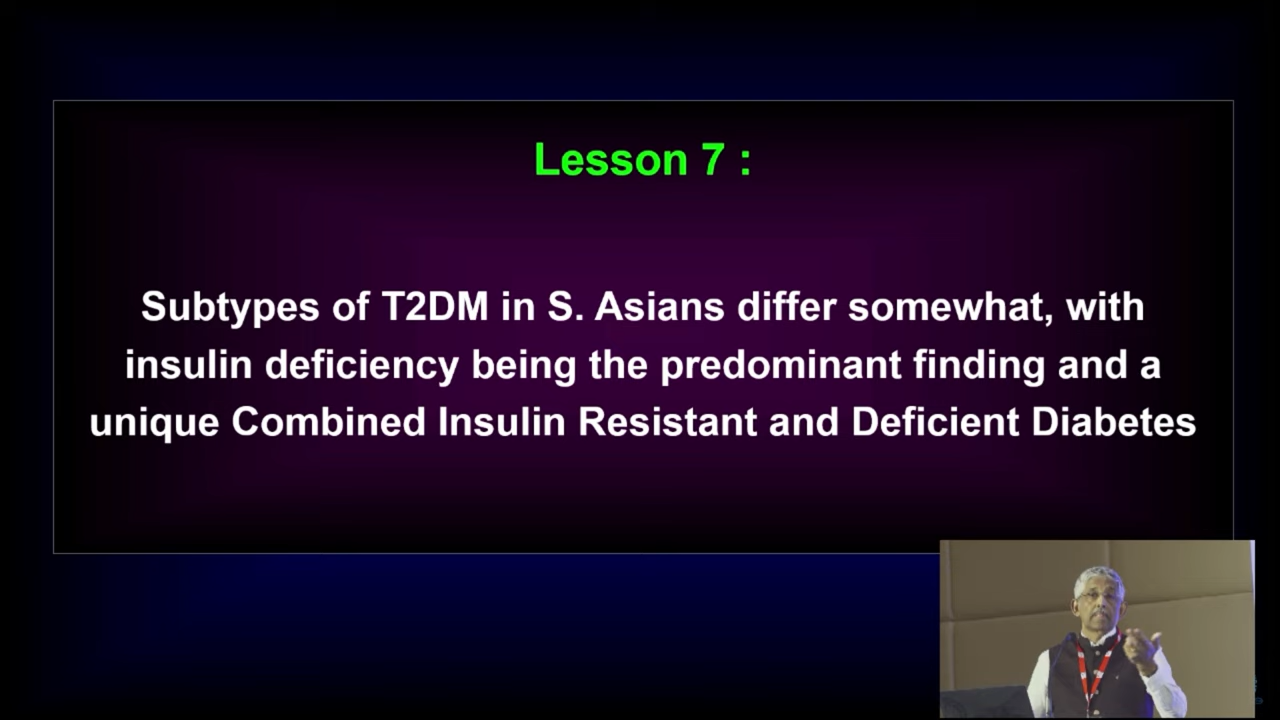 Lesson 7 :
Subtypes of T2DM in S. Asians differ somewhat, with
insulin deficiency being the predominant finding and a
unique Combined Insulin Resistant and Deficient Diabetes